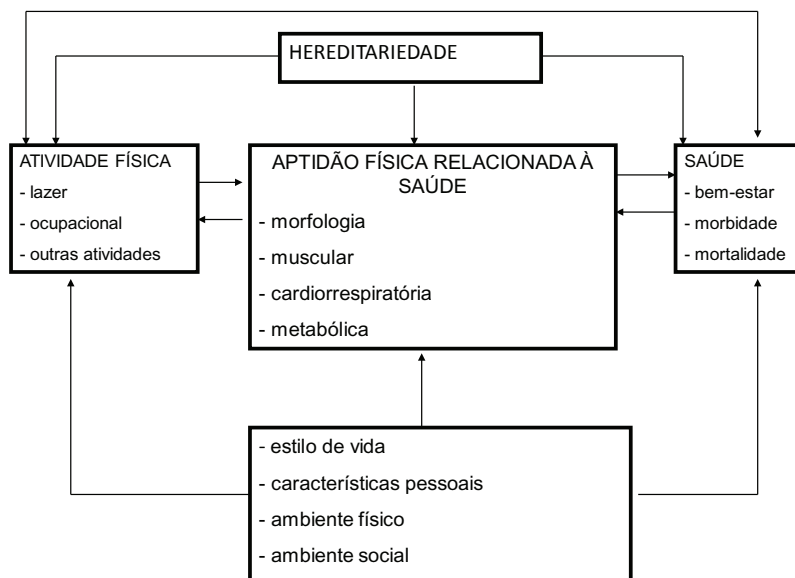 HEREDITARIEDADE
ATIVIDADE FÍSICA
- lazer
- ocupacional
- outras atividades
APTIDÃO FÍSICA RELACIONADA À
SAÚDE
- morfologia
- muscular
- cardiorrespiratória
- metabólica
SAÚDE
- bem-estar
- morbidade
- mortalidade
- estilo de vida
- características pessoais
- ambiente físico
- ambiente social